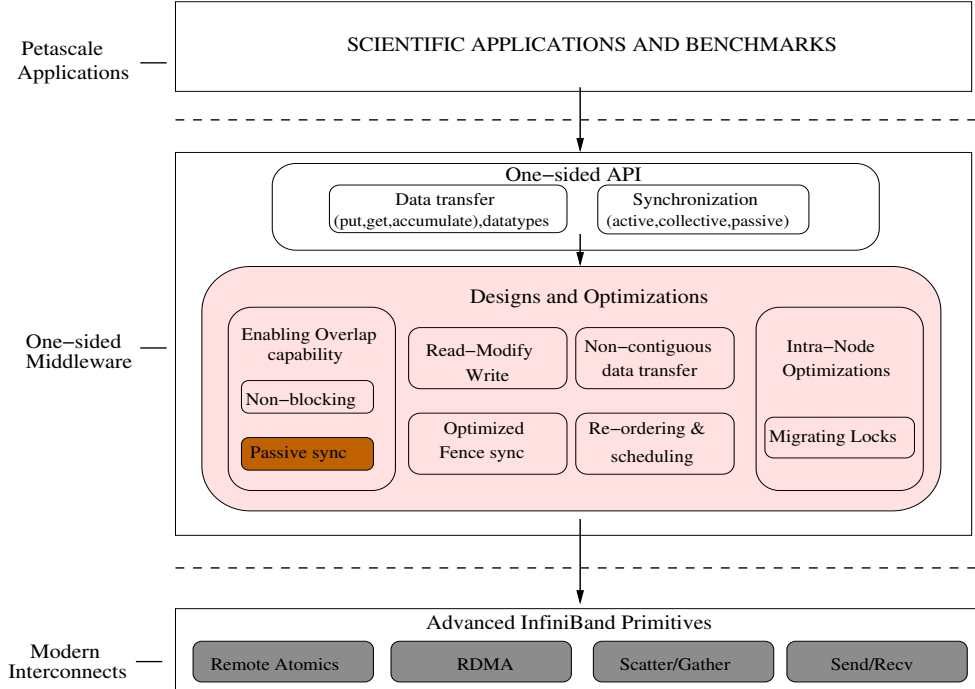 Petascale
Applications
SCIENTIFIC APPLICATIONS AND BENCHMARKS
One−sided API
Data transfer
(put,get,accumulate),datatypes
Synchronization
(active,collective,passive)
One−sided
Middleware
Designs and Optimizations
Enabling Overlap
capability
Non−blocking
Passive sync
Read−Modify
Write
Non−contiguous
data transfer
Optimized
Fence sync
Re−ordering &
scheduling
Intra−Node
Optimizations
Migrating Locks
Modern
Interconnects
Advanced InfiniBand Primitives
Remote Atomics
RDMA
Scatter/Gather
Send/Recv